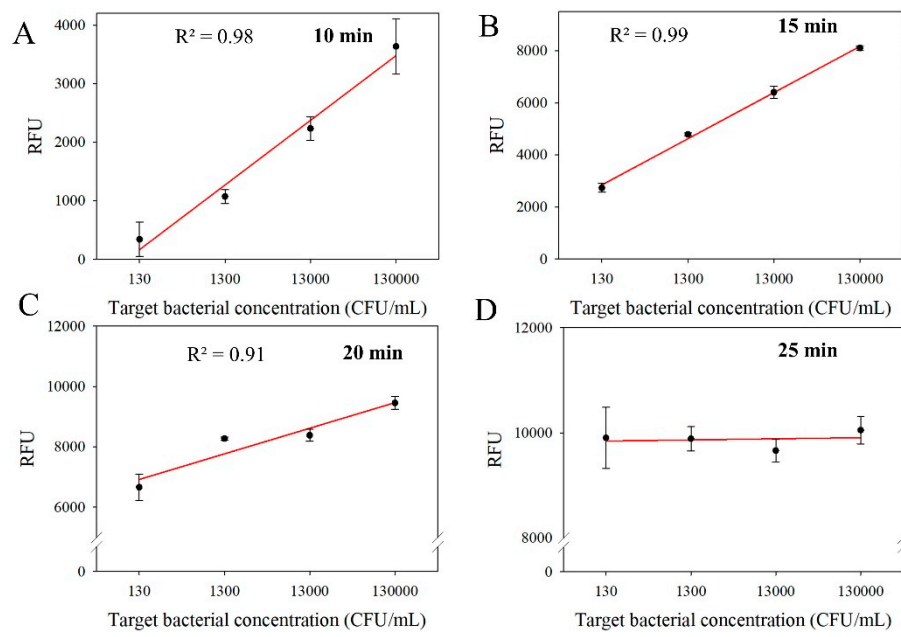 A
R² = 0.98
10 min
4000
3000
2000
1000
0
RFU
130
1300
13000
130000
Target bacterial concentration (CFU/mL)
B
R² = 0.99
15 min
8000
6000
4000
2000
0
RFU
130
1300
13000
130000
Target bacterial concentration (CFU/mL)
C
R² = 0.91
20 min
12000
10000
8000
6000
0
RFU
130
1300
13000
130000
Target bacterial concentration (CFU/mL)
D
25 min
12000
10000
8000
0
RFU
130
1300
13000
130000
Target bacterial concentration (CFU/mL)